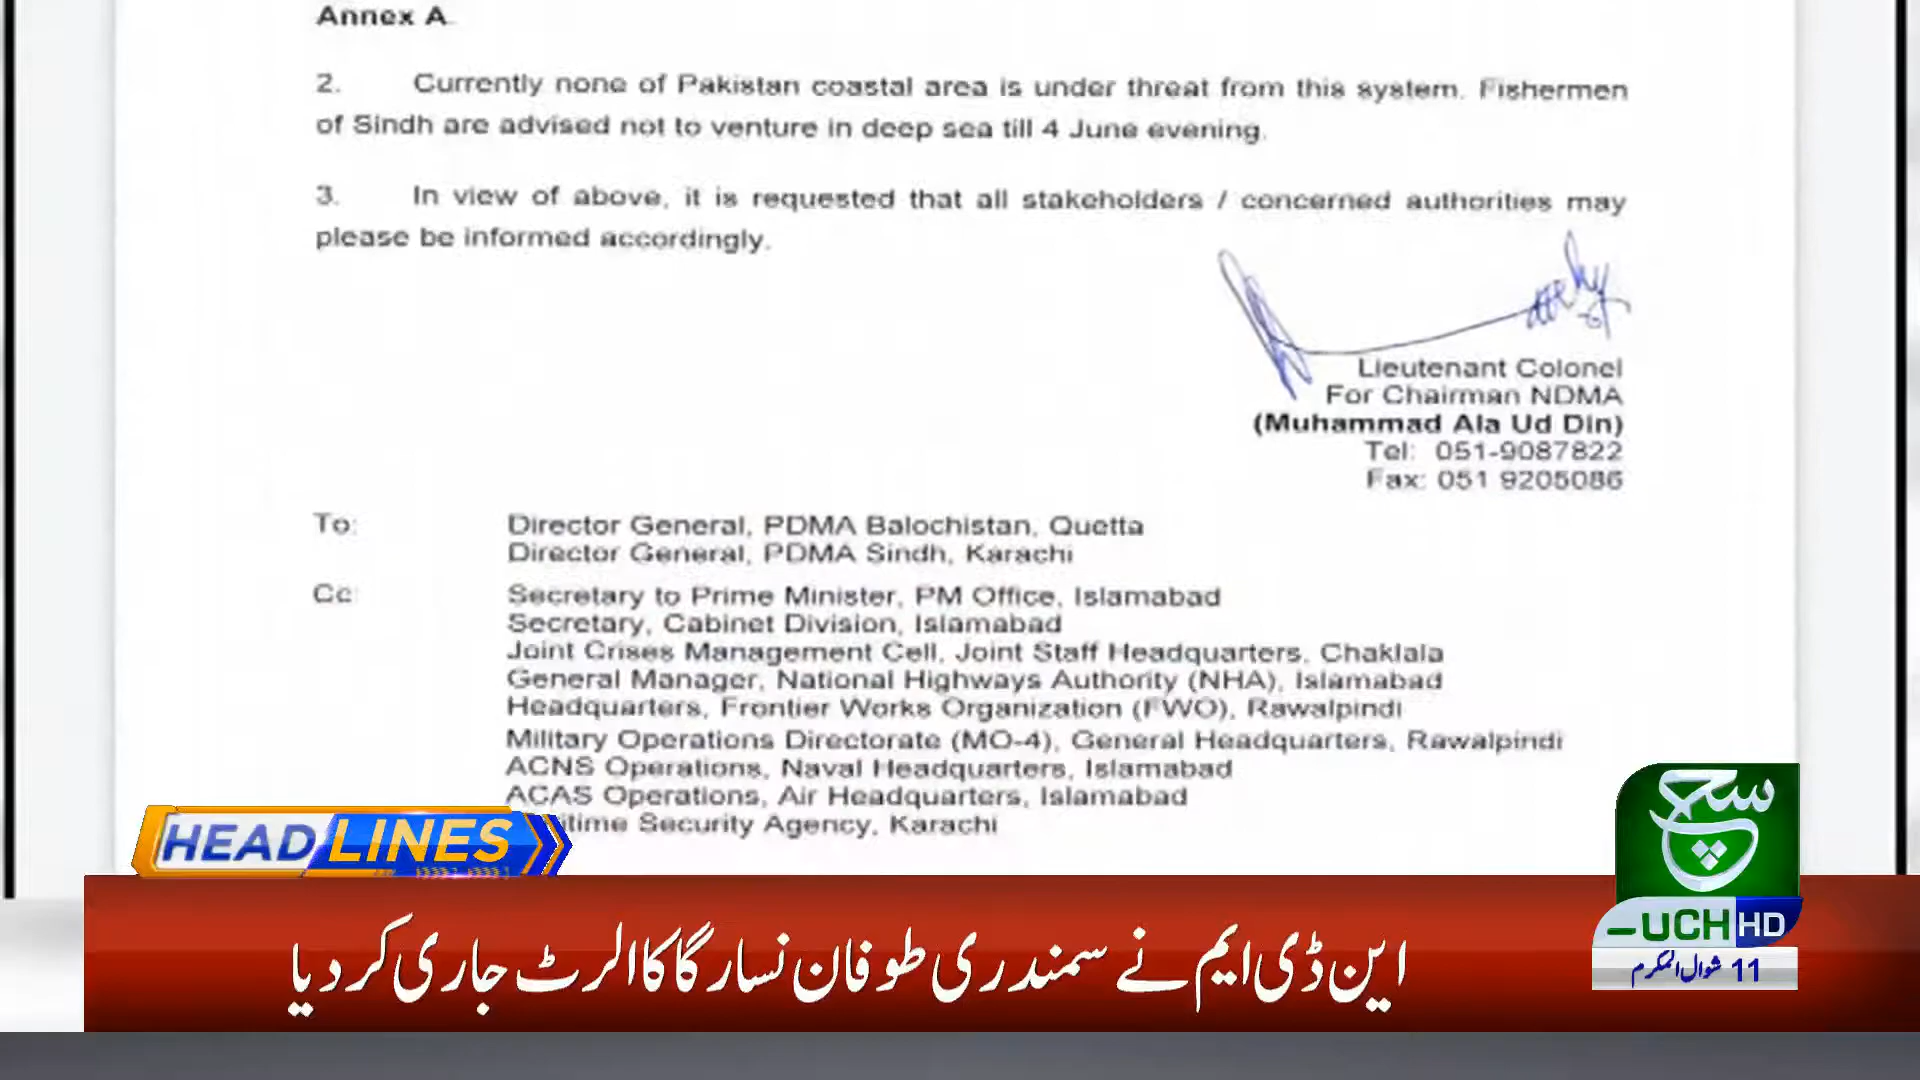 Annex A
2. Currently none of Pakistan coastal area is under threat from this system. Fishermen
of Sindh are advised not to venture in deep sea till 4 June evening.
3. In view of above, it is requested that all stakeholders / concerned authorities may
please be informed accordingly.
Lieutenant Colonel
For Chairman NDMA
(Muhammad Ala Ud Din)
Tel: 051-9087822
Fax: 051 9205086
To: Director General, PDMA Balochistan, Quetta
Director General, PDMA Sindh, Karachi
Cc: Secretary to Prime Minister, PM Office, Islamabad
Secretary, Cabinet Division, Islamabad
Joint Crises Management Cell, Joint Staff Headquarters, Chaklala
General Manager, National Highways Authority (NHA), Islamabad
Headquarters, Frontier Works Organization (FWO), Rawalpindi
Military Operations Directorate (MO-4), General Headquarters, Rawalpindi
ACNS Operations, Naval Headquarters, Islamabad
ACAS Operations, Air Headquarters, Islamabad
itime Security Agency, Karachi
HEADLINES
سچ
UCH HD
11 شوال المکرم
این ڈی ایم نے سمندری طوفان نسارگا کا الرٹ جاری کر دیا